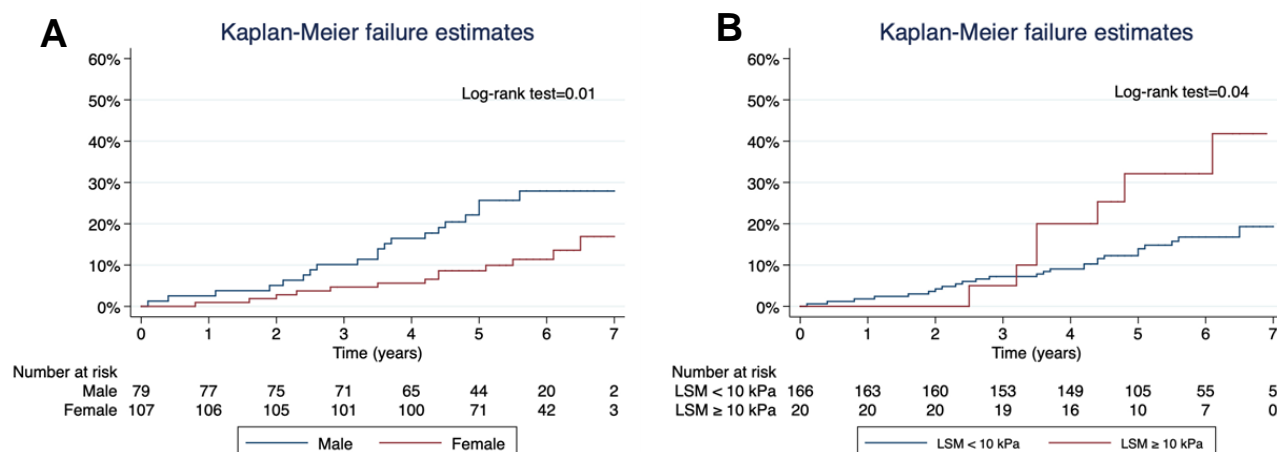 A
Kaplan-Meier failure estimates
60%
50%
40%
30%
20%
10%
0%
Log-rank test=0.01
0 1 2 3 4 5 6 7
Time (years)
Number at risk
Male 79 77 75 71 65 44 20 2
Female 107 106 105 101 100 71 42 3
Male Female
B
Kaplan-Meier failure estimates
60%
50%
40%
30%
20%
10%
0%
Log-rank test=0.04
0 1 2 3 4 5 6 7
Time (years)
Number at risk
LSM < 10 kPa 166 163 160 153 149 105 55 5
LSM ≥ 10 kPa 20 20 20 19 16 10 7 0
LSM < 10 kPa LSM ≥ 10 kPa